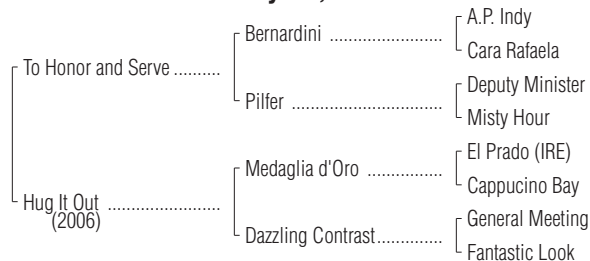 Bernardini
A.P. Indy
Cara Rafaela
To Honor and Serve
Pilfer
Deputy Minister
Misty Hour
Medaglia d'Oro
El Prado (IRE)
Cappucino Bay
Hug It Out
(2006)
Dazzling Contrast
General Meeting
Fantastic Look